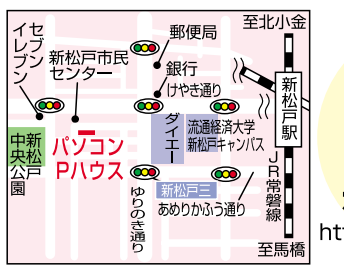 至北小金
郵便局
セブン
イレブン
新松戸市民
センター
銀行
けやき通り
新松戸駅
ダイエー
流通経済大学
新松戸キャンパス
新松戸
中央公園
パソコン
Pハウス
JR常磐線
新松戸三
あめりかふう通り
ゆりのき通り
至馬橋
htt